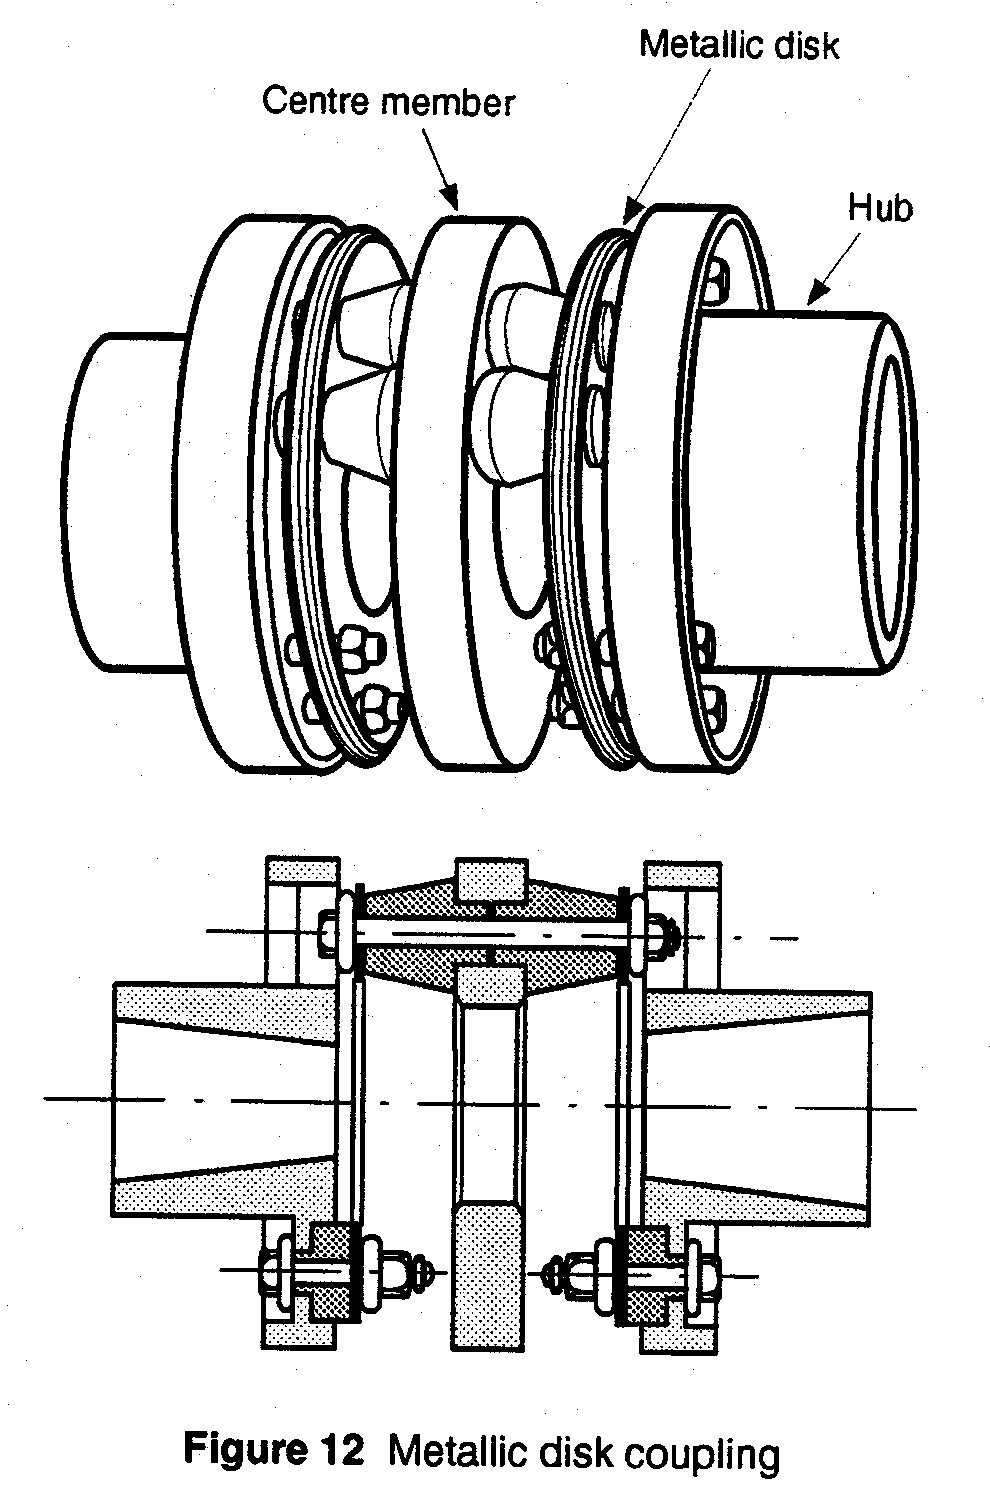 Metallic disk
Centre member
Hub
Figure 12 Metallic disk coupling